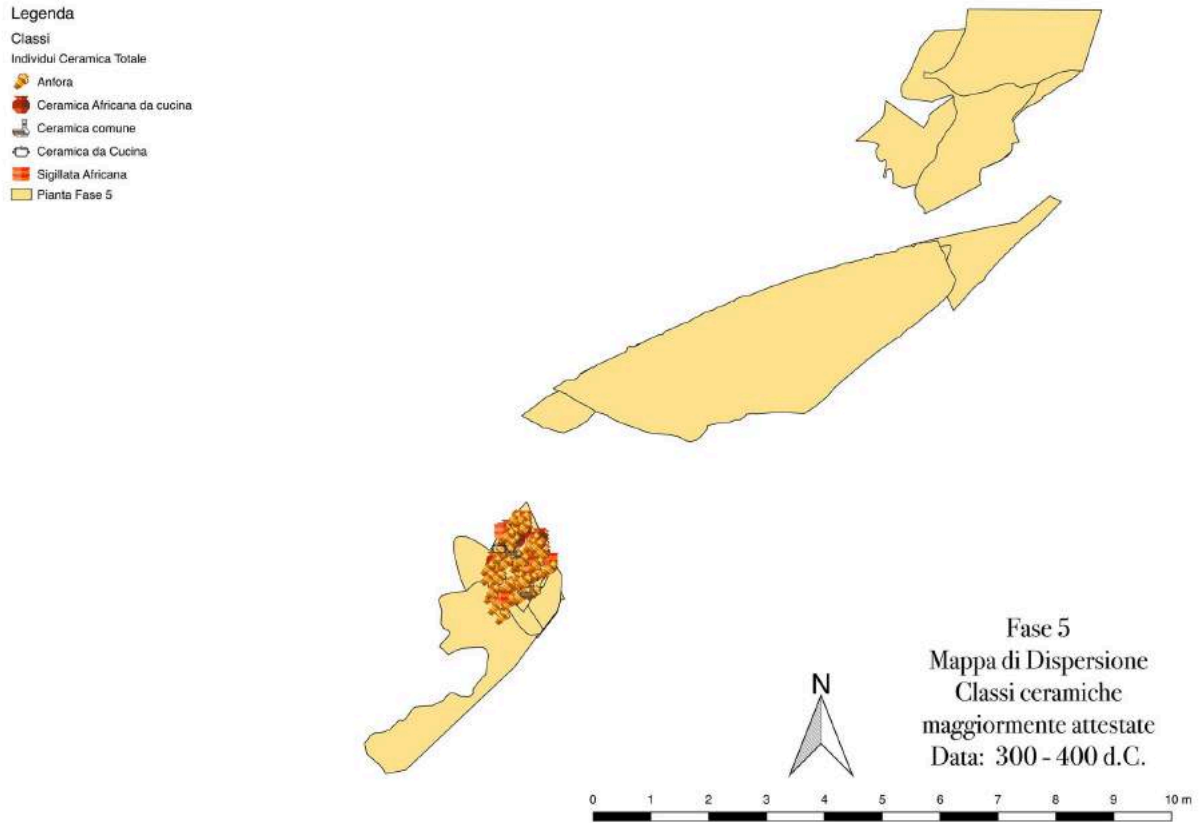 Legenda
Classi
Individui Ceramica Totale
Anfora
Ceramica Africana da cucina
Ceramica comune
Ceramica da Cucina
Sigillata Africana
Pianta Fase 5
N
Fase 5
Mappa di Dispersione
Classi ceramiche
maggiormente attestate
Data: 300 - 400 d.C.
0 1 2 3 4 5 6 7 8 9 10 m